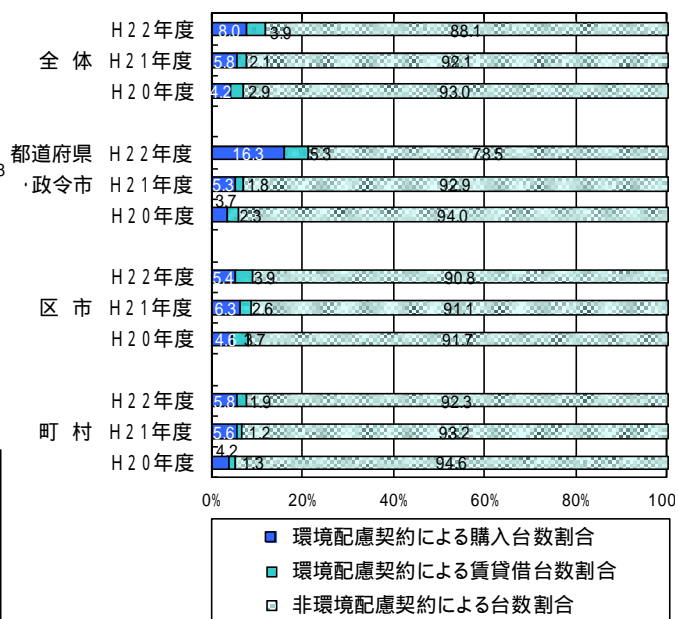 H22年度 8.0 3.9 88.1
全 体 H21年度 5.8 2.1 92.1
H20年度 4.2 2.9 93.0
都道府県 H22年度 16.3 5.3 78.5
3
・政令市 H21年度 5.3 1.8 92.9
3.7
H20年度 2.3 94.0
H22年度 5.4 3.9 90.8
区 市 H21年度 6.3 2.6 91.1
H20年度 4.6 3.7 91.7
H22年度 5.8 1.9 92.3
町 村 H21年度 5.6 1.2 93.2
4.2
H20年度 1.3 94.6
0% 20% 40% 60% 80% 100
環境配慮契約による購入台数割合
環境配慮契約による賃貸借台数割合
非環境配慮契約による台数割合